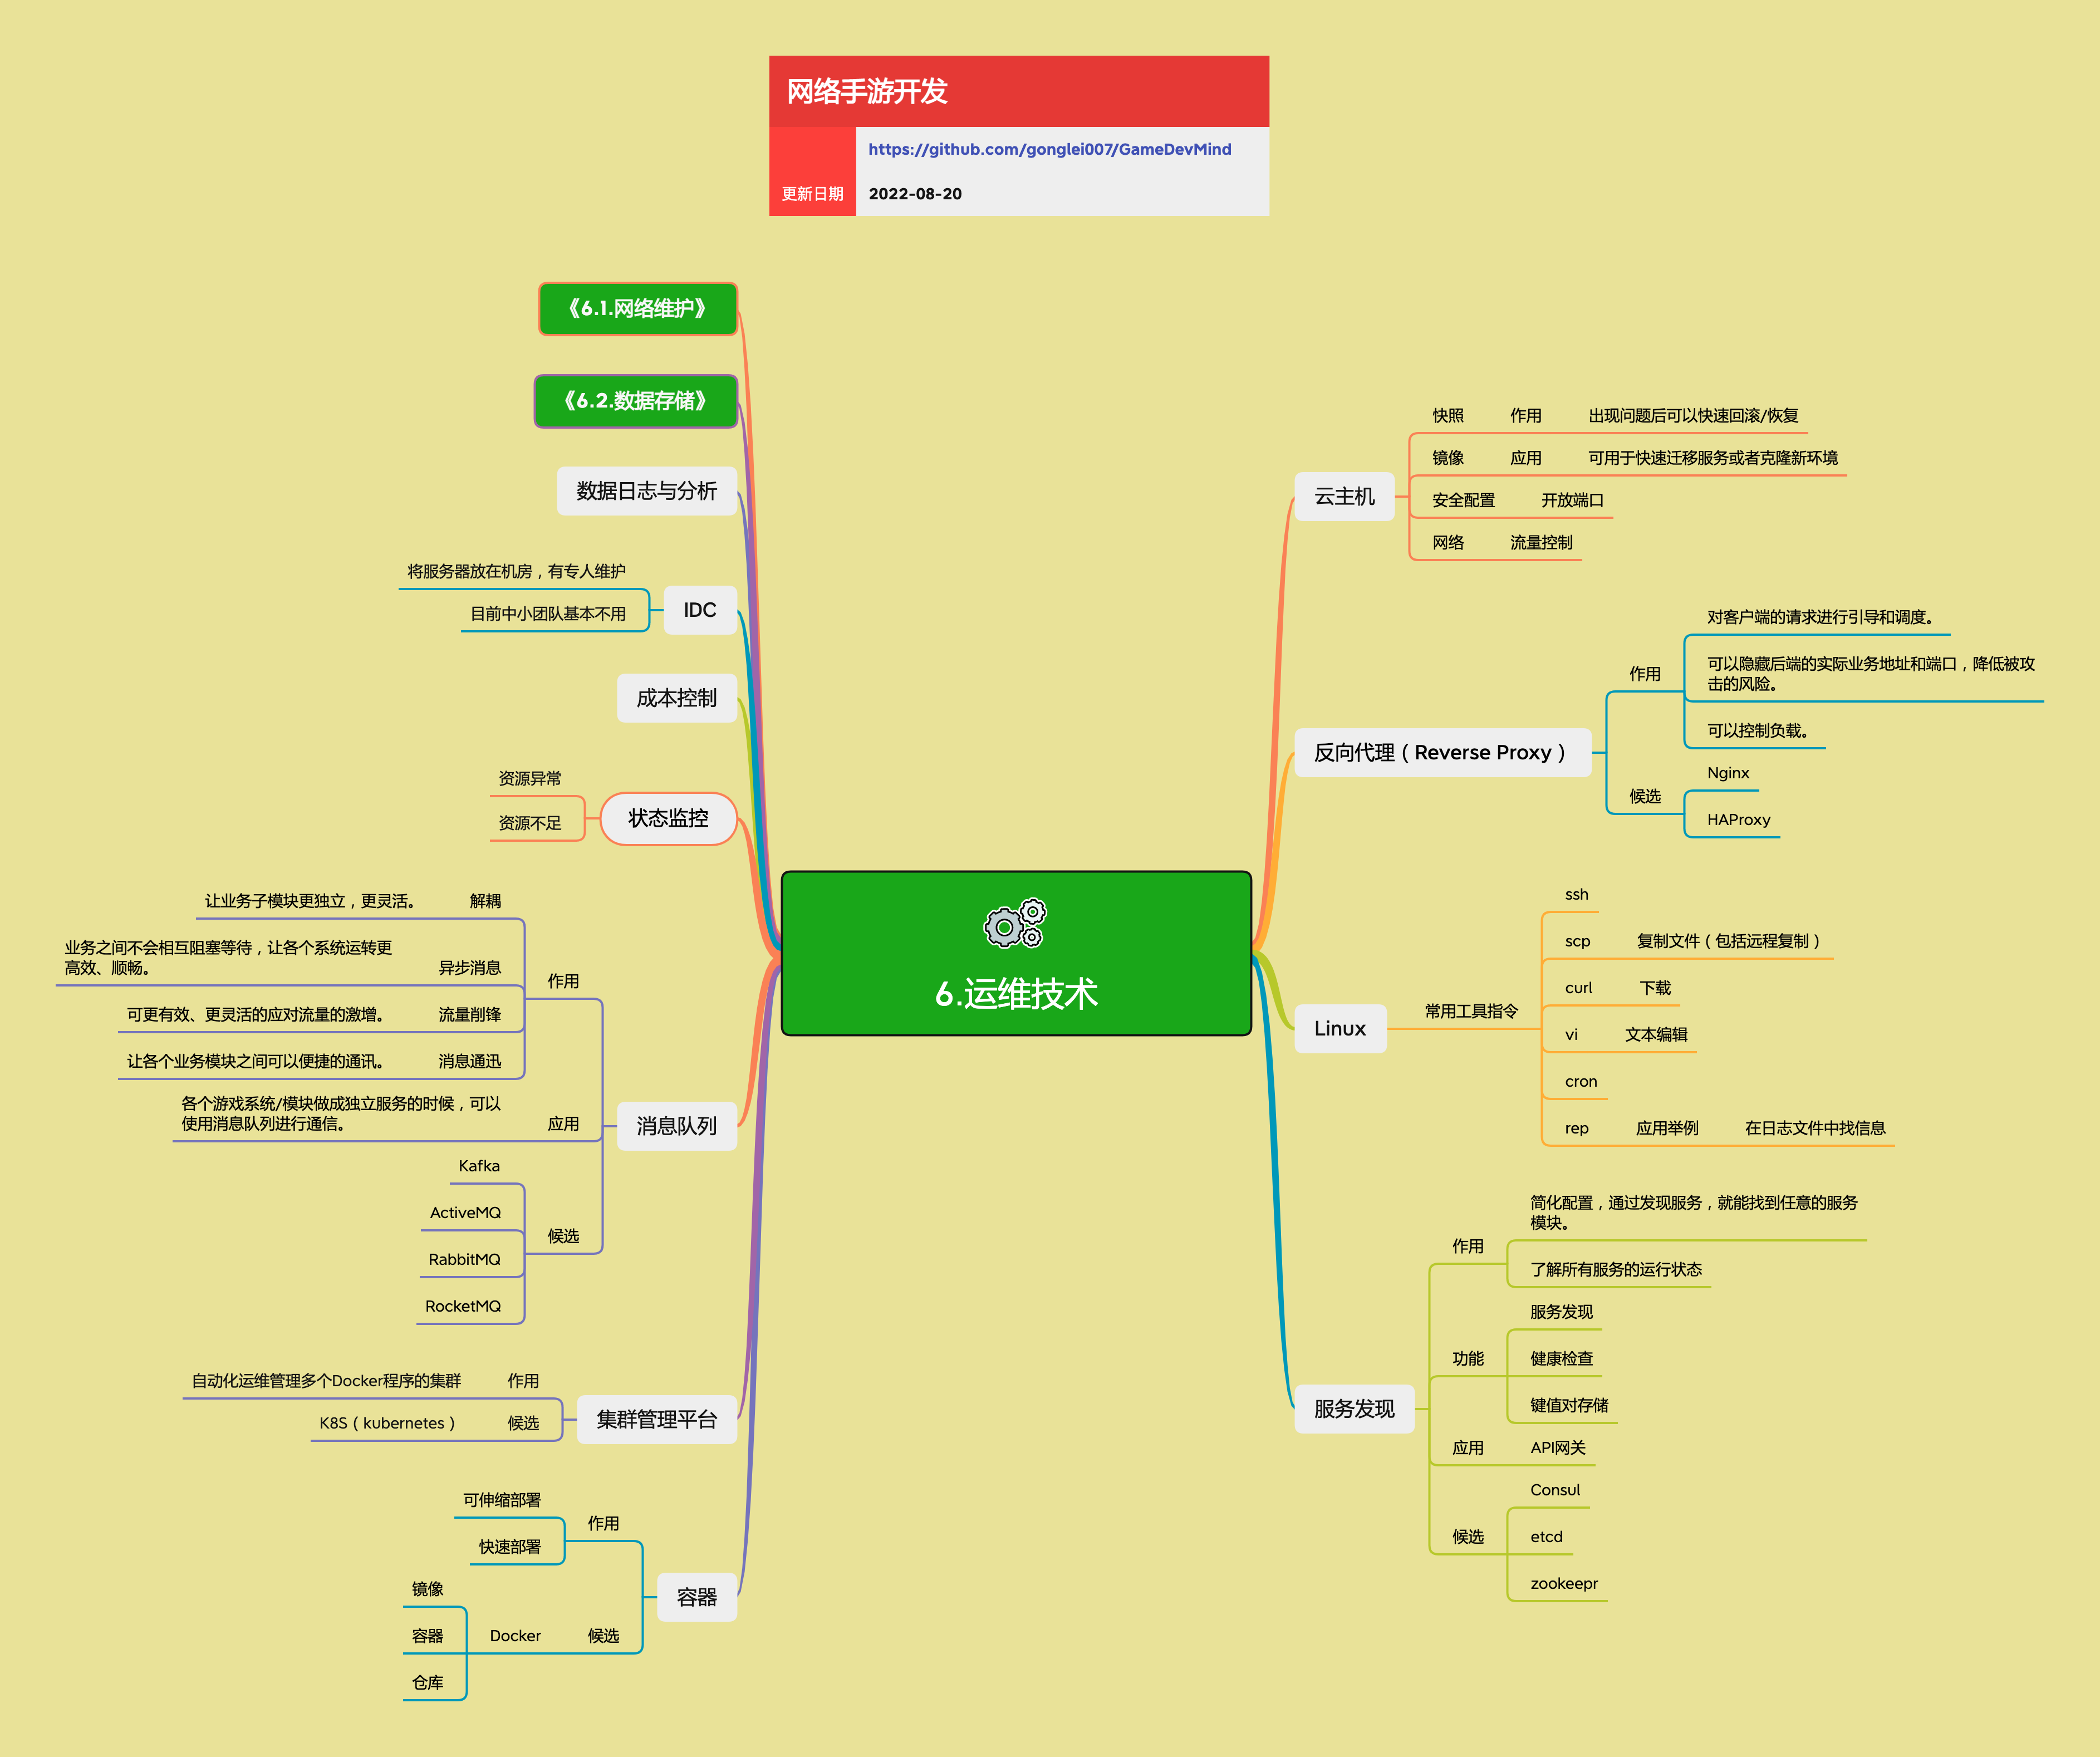 网络手游开发
https://github.com/gonglei007/GameDevMind
更新日期 2022-08-20
6.运维技术
云主机
快照 作用 出现问题后可以快速回滚/恢复
镜像 应用 可用于快速迁移服务或者克隆新环境
安全配置 开放端口
网络 流量控制
反向代理（Reverse Proxy）
作用
对客户端的请求进行引导和调度。
可以隐藏后端的实际业务地址和端口，降低被攻
击的风险。
可以控制负载。
候选
Nginx
HAProxy
Linux
常用工具指令
ssh
scp 复制文件（包括远程复制）
curl 下载
vi 文本编辑
cron
rep 应用举例 在日志文件中找信息
服务发现
作用
简化配置，通过发现服务，就能找到任意的服务
模块。
了解所有服务的运行状态
功能
服务发现
健康检查
键值对存储
应用 API网关
候选
Consul
etcd
zookeepr
《6.1.网络维护》
《6.2.数据存储》
数据日志与分析
IDC
将服务器放在机房，有专人维护
目前中小团队基本不用
成本控制
状态监控
资源异常
资源不足
消息队列
作用
让业务子模块更独立，更灵活。 解耦
业务之间不会相互阻塞等待，让各个系统运转更
高效、顺畅。 异步消息
可更有效、更灵活的应对流量的激增。 流量削锋
让各个业务模块之间可以便捷的通讯。 消息通迅
各个游戏系统/模块做成独立服务的时候，可以
使用消息队列进行通信。 应用
候选
Kafka
ActiveMQ
RabbitMQ
RocketMQ
集群管理平台
自动化运维管理多个Docker程序的集群 作用
K8S（kubernetes） 候选
容器
作用
可伸缩部署
快速部署
候选
Docker
镜像
容器
仓库